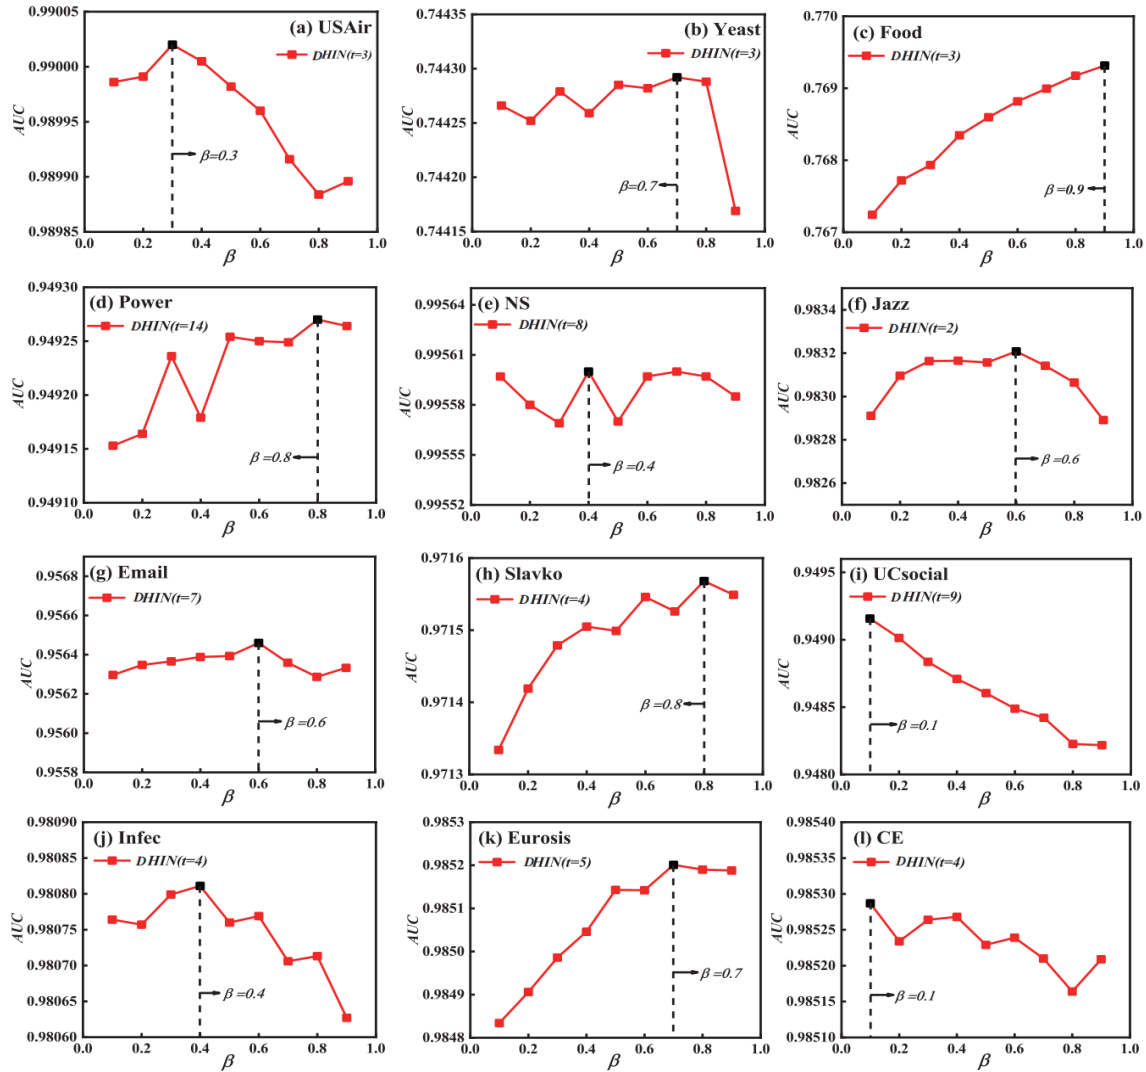 (a) USAir
DHIN(t=3)
0.99005
0.99000
0.98995
0.98990
0.98985
AUC
β=0.3
0.0 0.2 0.4 0.6 0.8 1.0
β
(b) Yeast
DHIN(t=3)
0.74435
0.74430
0.74425
0.74420
0.74415
AUC
β=0.7
0.0 0.2 0.4 0.6 0.8 1.0
β
(c) Food
DHIN(t=3)
0.770
0.769
0.768
0.767
AUC
β=0.9
0.0 0.2 0.4 0.6 0.8 1.0
β
(d) Power
DHIN(t=14)
0.94930
0.94925
0.94920
0.94915
0.94910
AUC
β=0.8
0.0 0.2 0.4 0.6 0.8 1.0
β
(e) NS
DHIN(t=8)
0.99564
0.99561
0.99558
0.99555
0.99552
AUC
β=0.4
0.0 0.2 0.4 0.6 0.8 1.0
β
(f) Jazz
DHIN(t=2)
0.9834
0.9832
0.9830
0.9828
0.9826
AUC
β=0.6
0.0 0.2 0.4 0.6 0.8 1.0
β
(g) Email
DHIN(t=7)
0.9568
0.9566
0.9564
0.9562
0.9560
0.9558
AUC
β=0.6
0.0 0.2 0.4 0.6 0.8 1.0
β
(h) Slavko
DHIN(t=4)
0.9716
0.9715
0.9714
0.9713
AUC
β=0.8
0.0 0.2 0.4 0.6 0.8 1.0
β
(i) UCsocial
DHIN(t=9)
0.9495
0.9490
0.9485
0.9480
AUC
β=0.1
0.0 0.2 0.4 0.6 0.8 1.0
β
(j) Infec
DHIN(t=4)
0.98090
0.98085
0.98080
0.98075
0.98070
0.98065
0.98060
AUC
β=0.4
0.0 0.2 0.4 0.6 0.8 1.0
β
(k) Eurosis
DHIN(t=5)
0.9853
0.9852
0.9851
0.9850
0.9849
0.9848
AUC
β=0.7
0.0 0.2 0.4 0.6 0.8 1.0
β
(l) CE
DHIN(t=4)
0.98540
0.98535
0.98530
0.98525
0.98520
0.98515
0.98510
AUC
β=0.1
0.0 0.2 0.4 0.6 0.8 1.0
β